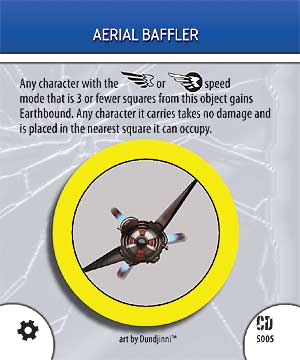 AERIAL BAFFLER
Any character with the or speed
mode that is 3 or fewer squares from this object gains
Earthbound. Any character it carries takes no damage and
is placed in the nearest square it can occupy.
art by Dundjinni™
CD
S005